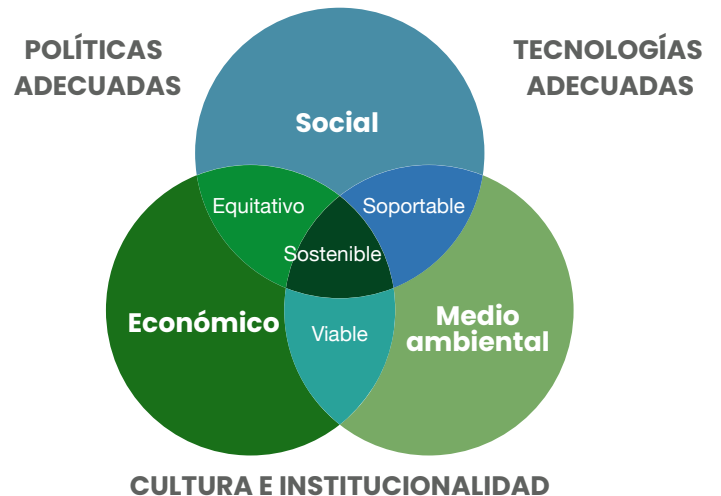 POLÍTICAS
ADECUADAS
TECNOLOGÍAS
ADECUADAS
Social
Equitativo
Soportable
Sostenible
Económico
Viable
Medio
ambiental
CULTURA E INSTITUCIONALIDAD